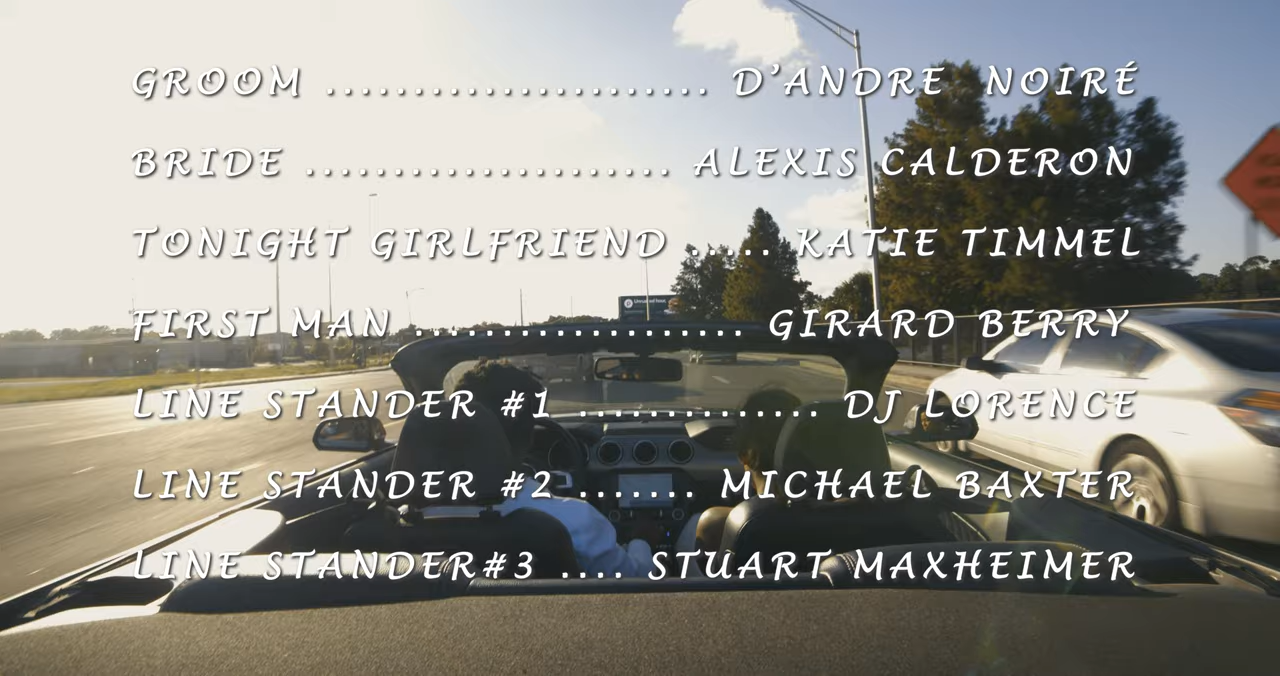 GROOM ...................... D'ANDRE NOIRÉ
BRIDE ..................... ALEXIS CALDERON
TONIGHT GIRLFRIEND ..... KATIE TIMMEL
FIRST MAN ................... GIRARD BERRY
LINE STANDER #1 .............. DJ LORENCE
LINE STANDER #2 ....... MICHAEL BAXTER
LINE STANDER#3 .... STUART MAXHEIMER